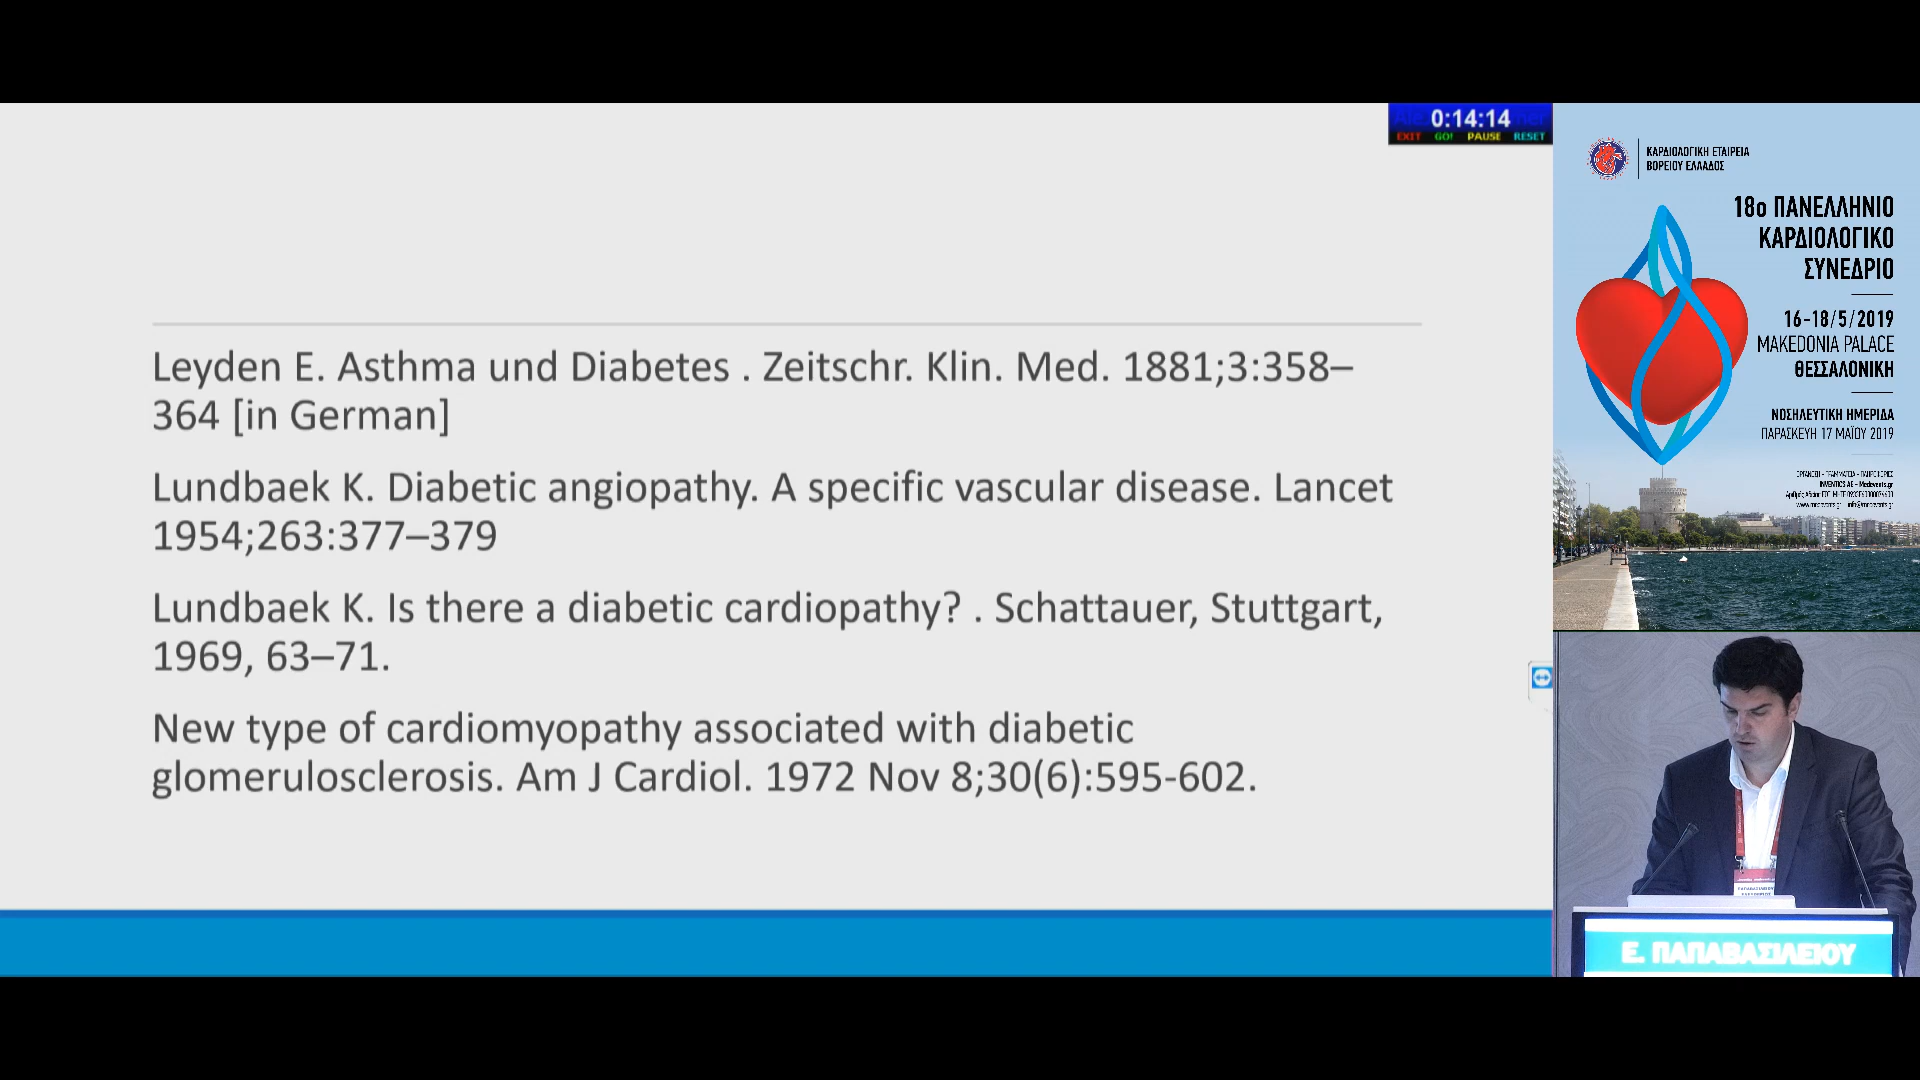 Leyden E. Asthma und Diabetes . Zeitschr. Klin. Med. 1881;3:358–
364 [in German]
Lundbaek K. Diabetic angiopathy. A specific vascular disease. Lancet
1954;263:377–379
Lundbaek K. Is there a diabetic cardiopathy? . Schattauer, Stuttgart,
1969, 63–71.
New type of cardiomyopathy associated with diabetic
glomerulosclerosis. Am J Cardiol. 1972 Nov 8;30(6):595-602.
0:14:14
EXIT GO! PAUSE RESET
ΚΑΡΔΙΟΛΟΓΙΚΗ ΕΤΑΙΡΕΙΑ
ΒΟΡΕΙΟΥ ΕΛΛΑΔΟΣ
18ο ΠΑΝΕΛΛΗΝΙΟ
ΚΑΡΔΙΟΛΟΓΙΚΟ
ΣΥΝΕΔΡΙΟ
16-18/5/2019
MAKEDONIA PALACE
ΘΕΣΣΑΛΟΝΙΚΗ
ΝΟΣΗΛΕΥΤΙΚΗ ΗΜΕΡΙΔΑ
ΠΑΡΑΣΚΕΥΗ 17 ΜΑΪΟΥ 2019
INVENTICS AE - Medevents.gr
Ε. ΠΑΠΑΒΑΣΙΛΕΙΟΥ